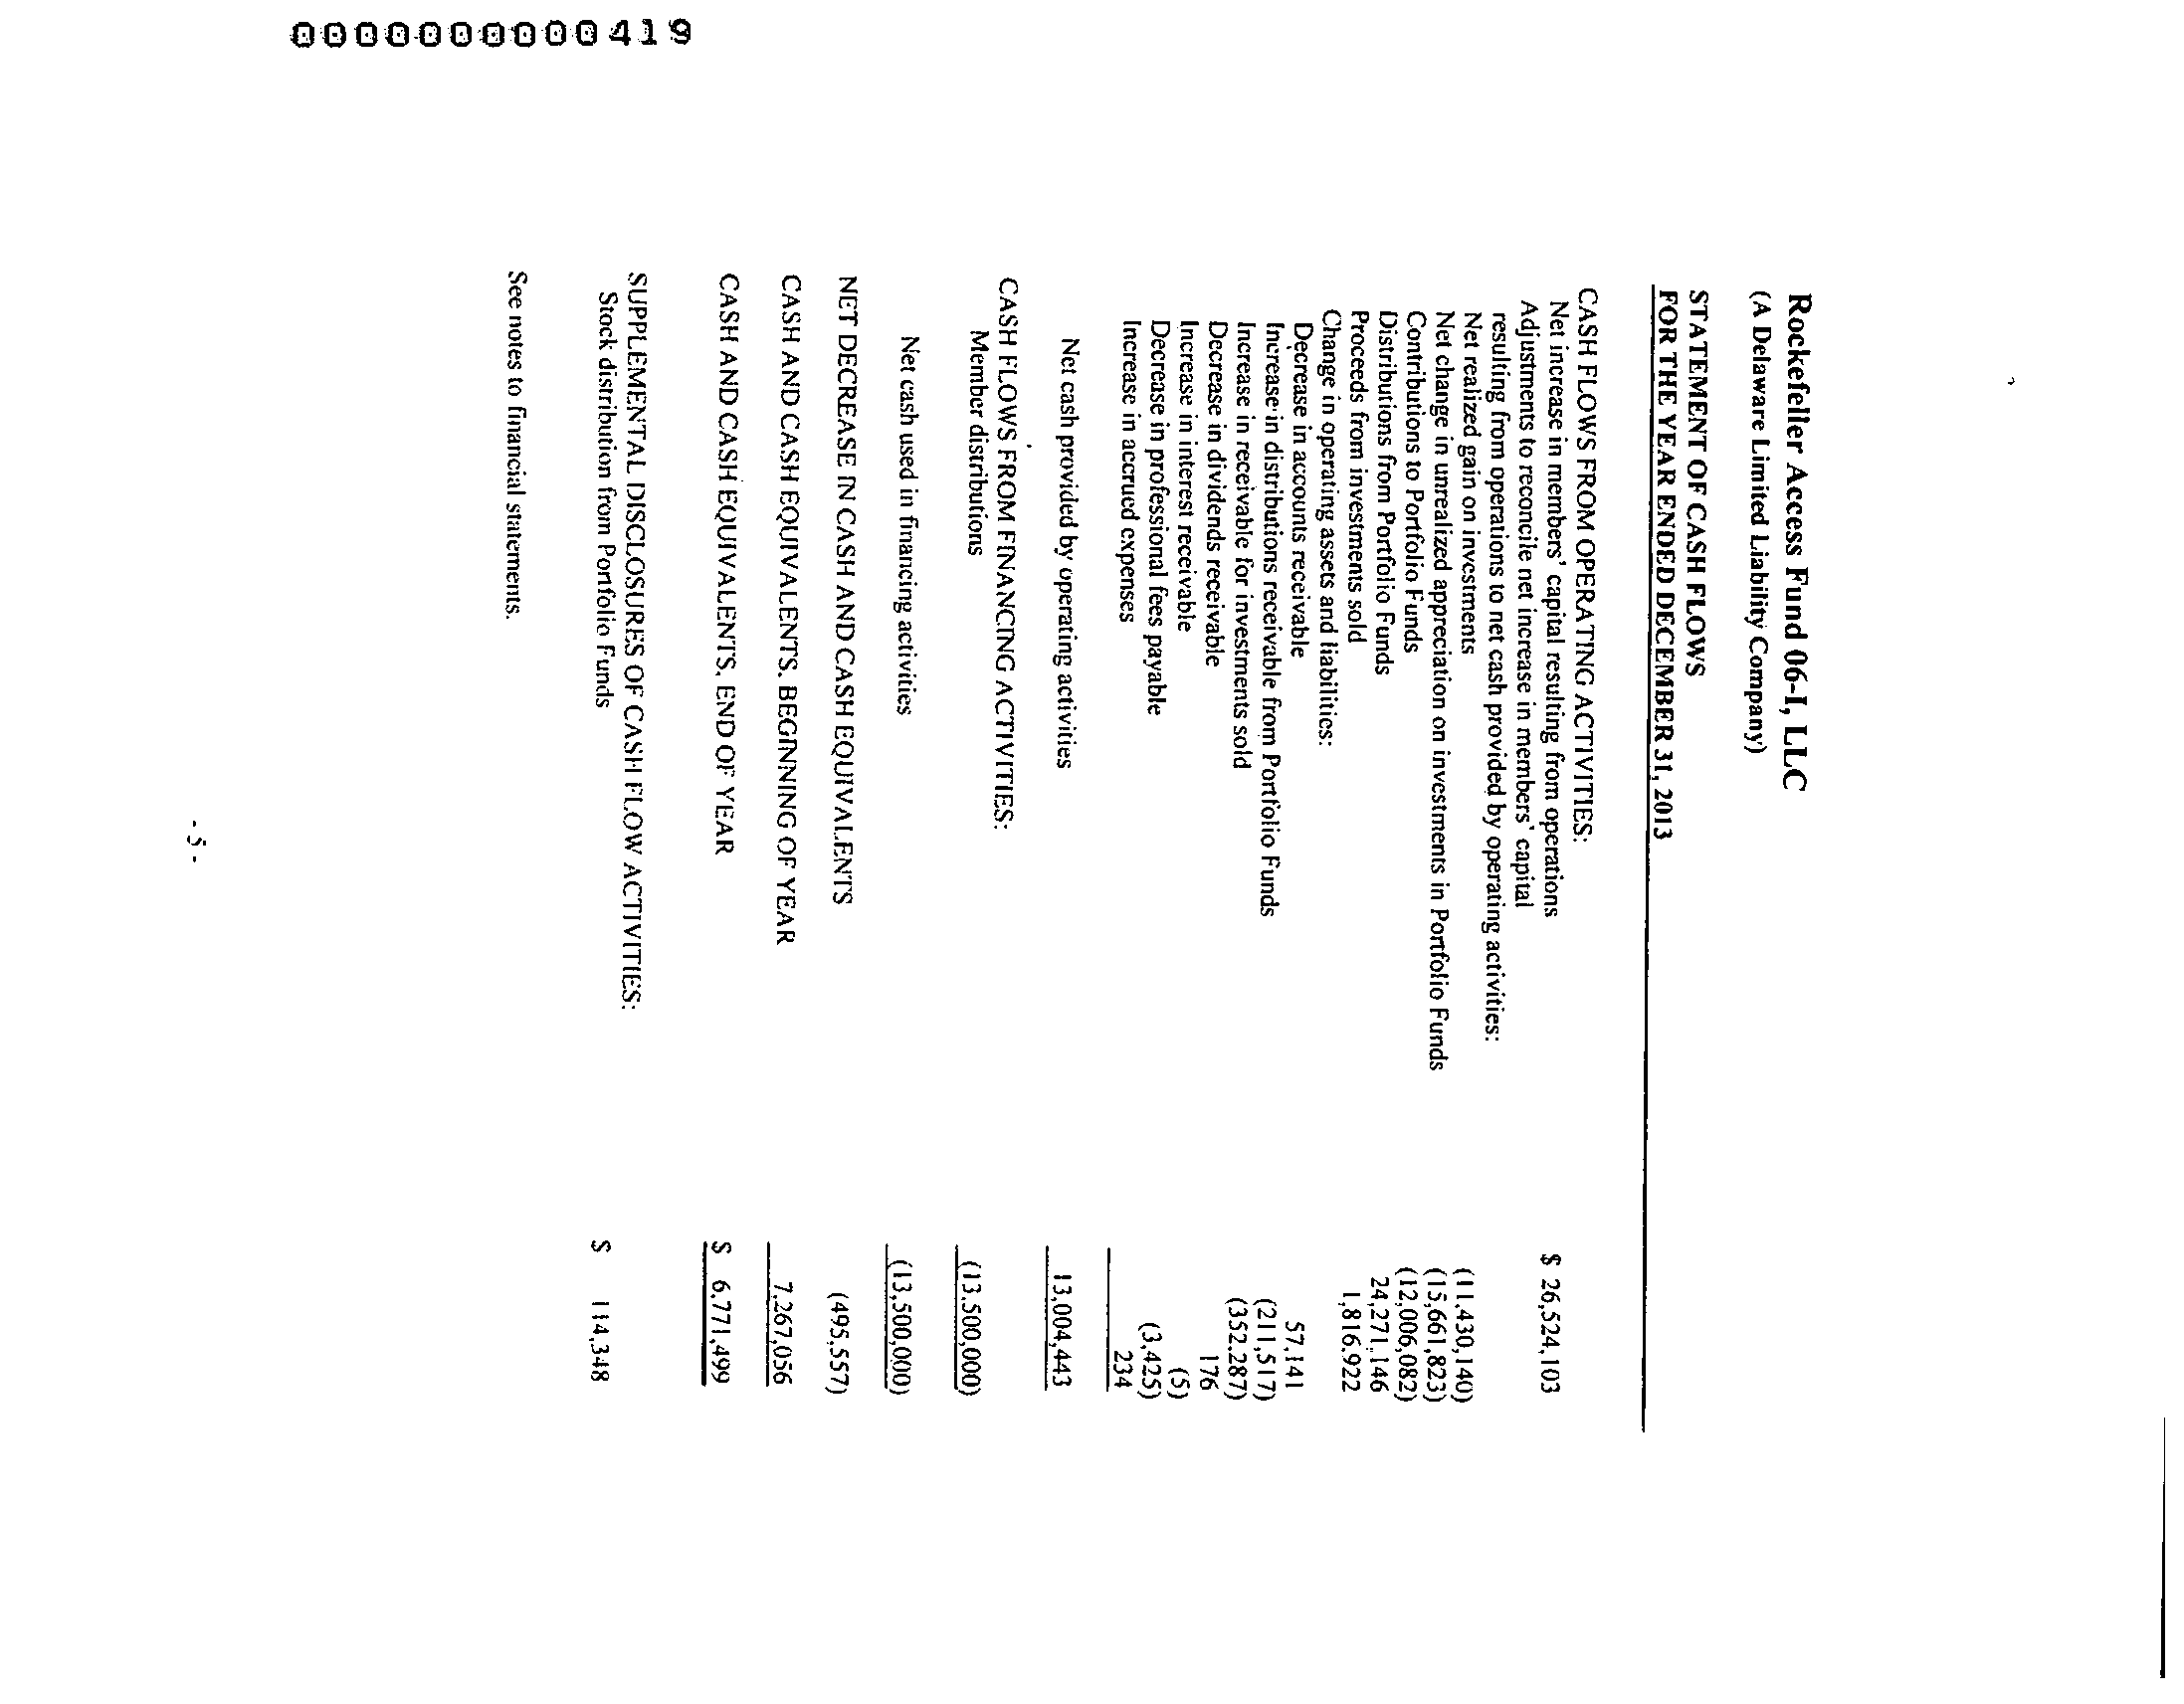 Rockefeller Access Fund 06-I, LLC
(A Delaware Limited Liability Company)
STATEMENT OF CASH FLOWS
FOR THE YEAR ENDED DECEMBER 31, 2013
CASH FLOWS FROM OPERATING ACTIVITIES:
Net increase in members' capital resulting from operations $ 26,524,103
Adjustments to reconcile net increase in members' capital
resulting from operations to net cash provided by operating activities:
Net realized gain on investments (11,430,140)
Net change in unrealized appreciation on investments in Portfolio Funds (15,661,823)
Contributions to Portfolio Funds (12,006,082)
Distributions from Portfolio Funds 24,271,146
Proceeds from investments sold 1,816,922
Change in operating assets and liabilities:
Decrease in accounts receivable 57,141
Increase in distributions receivable from Portfolio Funds (211,517)
Increase in receivable for investments sold (352,287)
Decrease in dividends receivable 176
Increase in interest receivable (5)
Decrease in professional fees payable (3,425)
Increase in accrued expenses 234
Net cash provided by operating activities 13,004,443
CASH FLOWS FROM FINANCING ACTIVITIES:
Member distributions (13,500,000)
Net cash used in financing activities (13,500,000)
NET DECREASE IN CASH AND CASH EQUIVALENTS (495,557)
CASH AND CASH EQUIVALENTS, BEGINNING OF YEAR 7,267,056
CASH AND CASH EQUIVALENTS, END OF YEAR $ 6,771,499
SUPPLEMENTAL DISCLOSURES OF CASH FLOW ACTIVITIES:
Stock distribution from Portfolio Funds $ 114,348
See notes to financial statements.
- 5 -
0000000000419